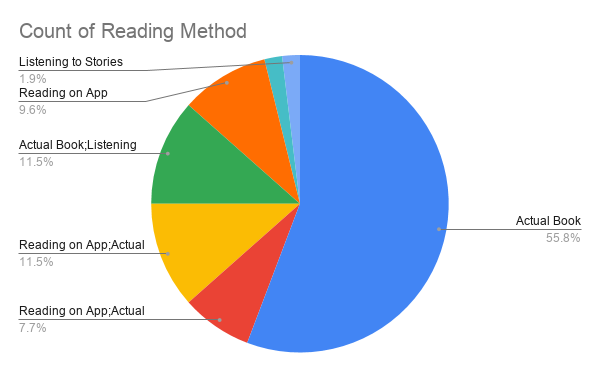 Count of Reading Method
Listening to Stories
1.9%
Reading on App
9.6%
Actual Book;Listening
11.5%
Reading on App;Actual
11.5%
Reading on App;Actual
7.7%
Actual Book
55.8%